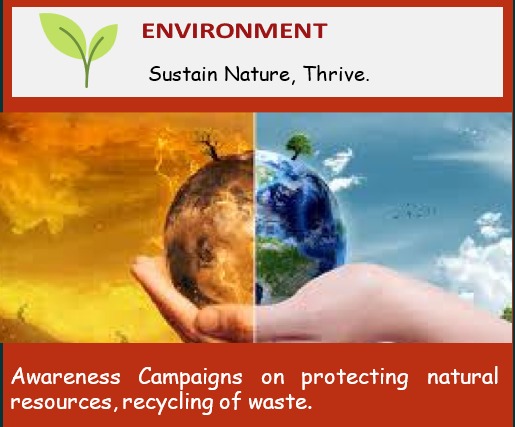 ENVIRONMENT
Sustain Nature, Thrive.
Awareness Campaigns on protecting natural
resources, recycling of waste.